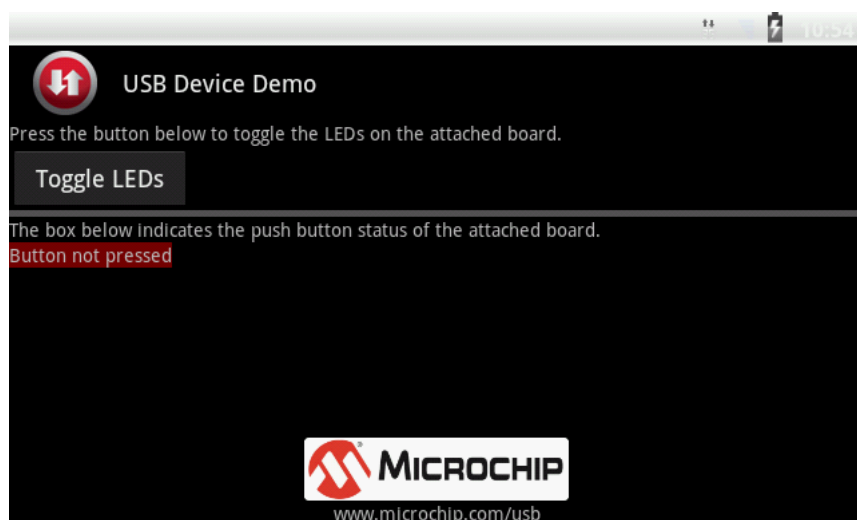 10:54
USB Device Demo
Press the button below to toggle the LEDs on the attached board.
Toggle LEDs
The box below indicates the push button status of the attached board.
Button not pressed
MICROCHIP
www.microchip.com/usb